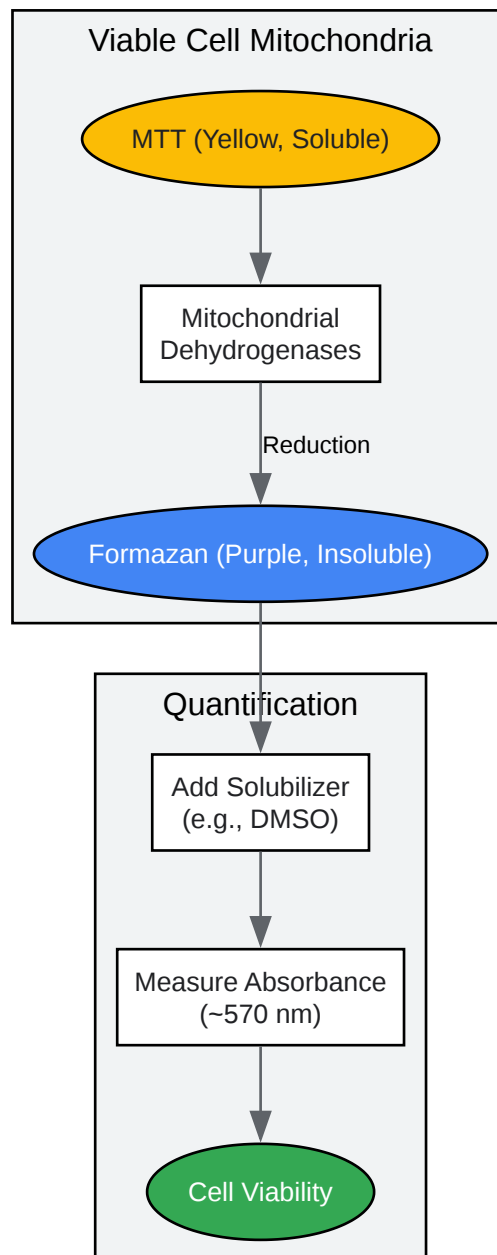 Viable Cell Mitochondria
MTT (Yellow, Soluble)
Mitochondrial
Dehydrogenases
Reduction
Formazan (Purple, Insoluble)
Quantification
Add Solubilizer
(e.g., DMSO)
Measure Absorbance
(~570 nm)
Cell Viability